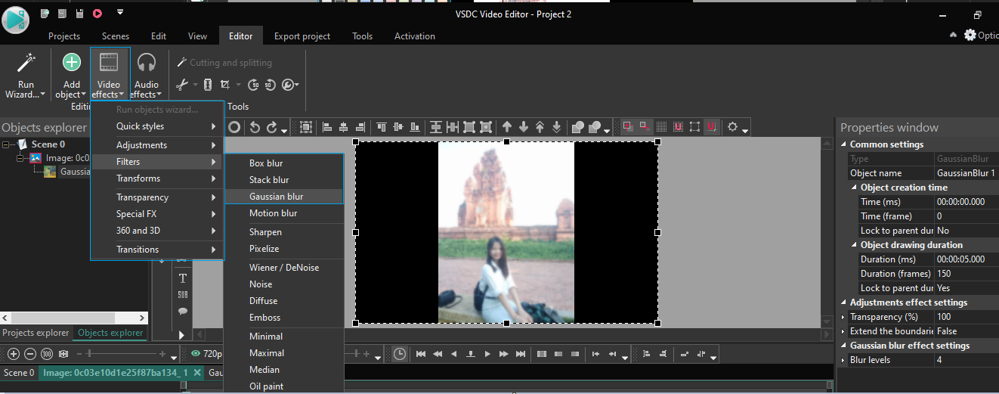 VSDC Video Editor - Project 2
Projects Scenes Edit View Editor Export project Tools Activation
Run Wizard...
Add object
Video effects
Audio effects
Cutting and splitting
90 90
Editin
Tools
Run objects wizard...
Quick styles
Adjustments
Filters
Transforms
Transparency
Special FX
360 and 3D
Transitions
Box blur
Stack blur
Gaussian blur
Motion blur
Sharpen
Pixelize
Wiener / DeNoise
Noise
Diffuse
Emboss
Minimal
Maximal
Median
Oil paint
Objects explorer
Scene 0
Image: 0c0
Gaussia
Projects explorer Objects explorer
T
100
720p
Scene 0 Image: 0c03e10d1e25f87ba134_ 1 Gau
Properties window
Common settings
Type GaussianBlur
Object name GaussianBlur 1
Object creation time
Time (ms) 00:00:00.000
Time (frame) 0
Lock to parent dur No
Object drawing duration
Duration (ms) 00:00:05.000
Duration (frames) 150
Lock to parent dur Yes
Adjustments effect settings
Transparency (%) 100
Extend the boundarie False
Gaussian blur effect settings
Blur levels 4
Optio